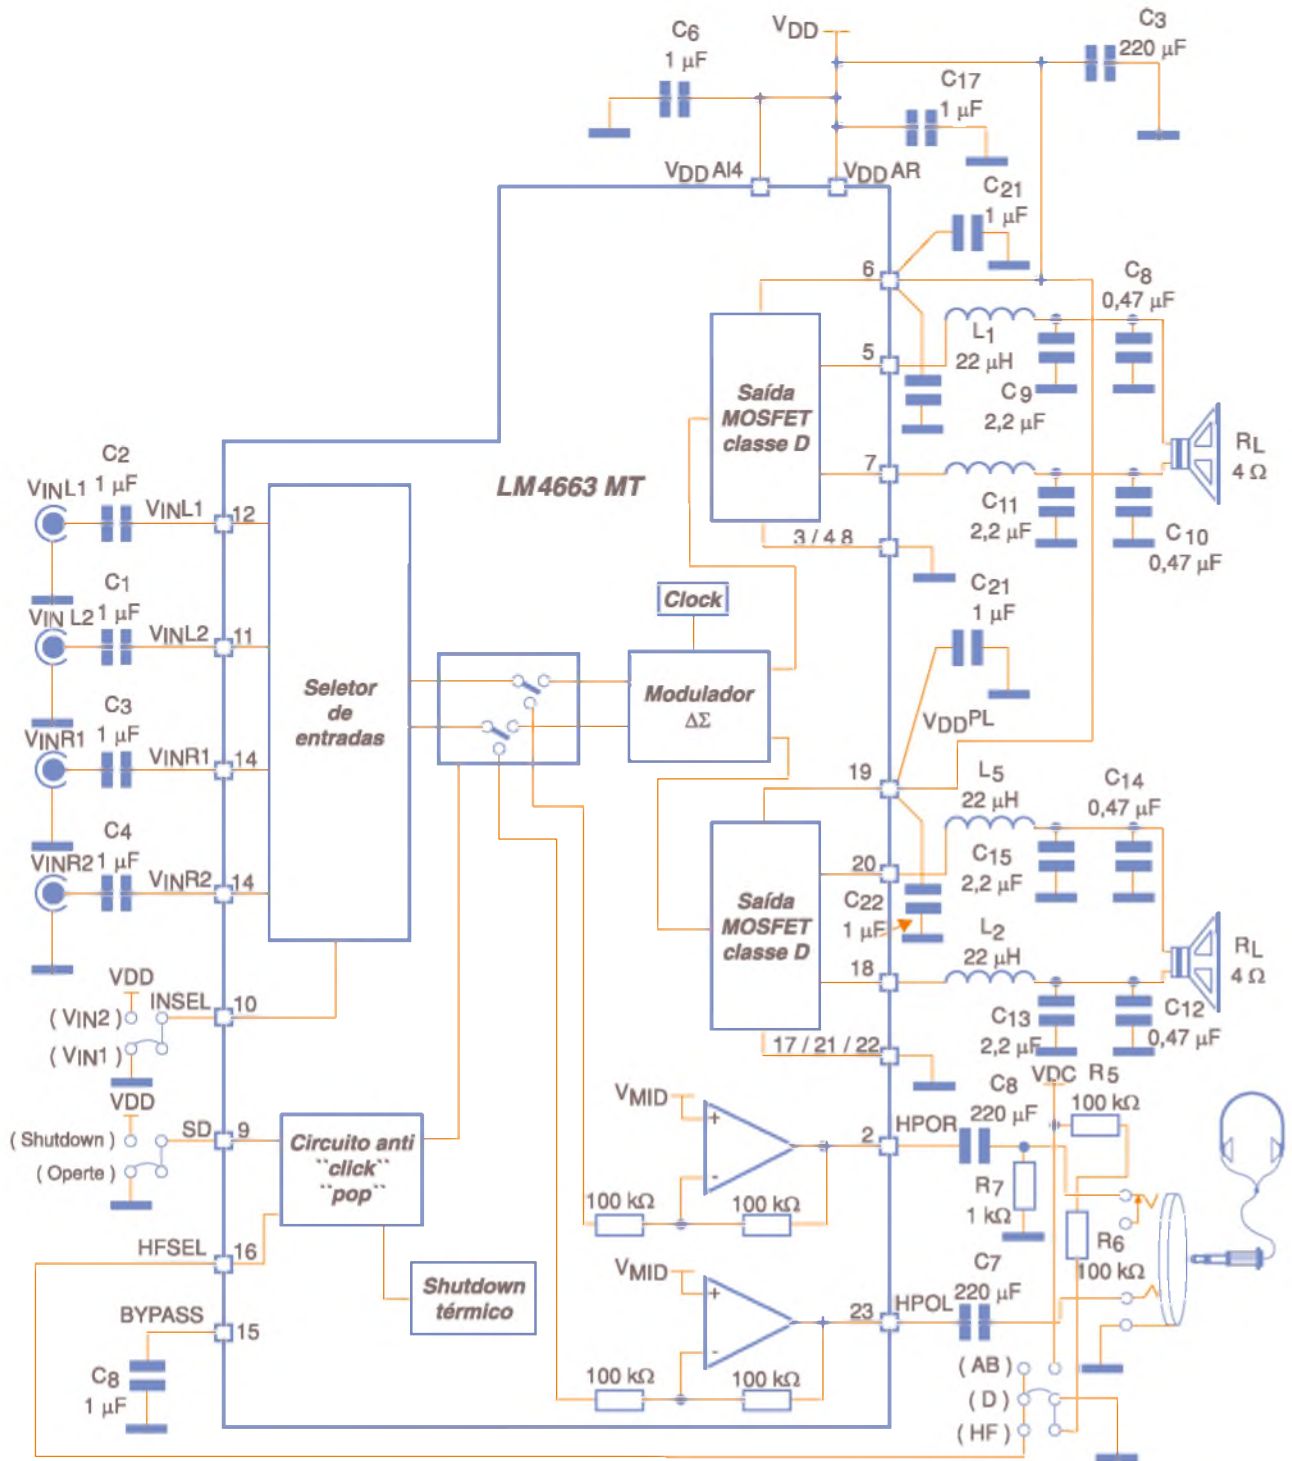 C6
1 µF
VDD
C3
220 µF
C17
1 µF
VDD AI4
VDD AR
C21
1 µF
6
C8
0,47 µF
L1
22 µH
5
C9
2,2 µF
Saída
MOSFET
classe D
RL
4 Ω
7
C11
2,2 µF
C10
0,47 µF
3 / 4 8
LM4663 MT
C2
1 µF
VINL1
VINL1
12
C1
1 µF
VIN L2
VINL2
11
C3
1 µF
VINR1
VINR1
14
C4
1 µF
VINR2
VINR2
14
Seletor
de
entradas
Clock
Modulador
ΔΣ
C21
1 µF
VDDPL
19
L5
22 µH
C14
0,47 µF
20
C15
2,2 µF
C22
1 µF
Saída
MOSFET
classe D
L2
22 µH
RL
4 Ω
18
C13
2,2 µF
C12
0,47 µF
17 / 21 / 22
VDD
INSEL
10
( VIN2 )
( VIN1 )
VDD
SD
9
( Shutdown )
( Operte )
Circuito anti
"click"
"pop"
VMID
+
-
2
HPOR
C8
220 µF
VDC
R5
100 kΩ
R7
1 kΩ
R6
100 kΩ
100 kΩ
100 kΩ
HFSEL
16
Shutdown
térmico
BYPASS
15
C8
1 µF
VMID
+
-
23
HPOL
C7
220 µF
100 kΩ
100 kΩ
( AB )
( D )
( HF )